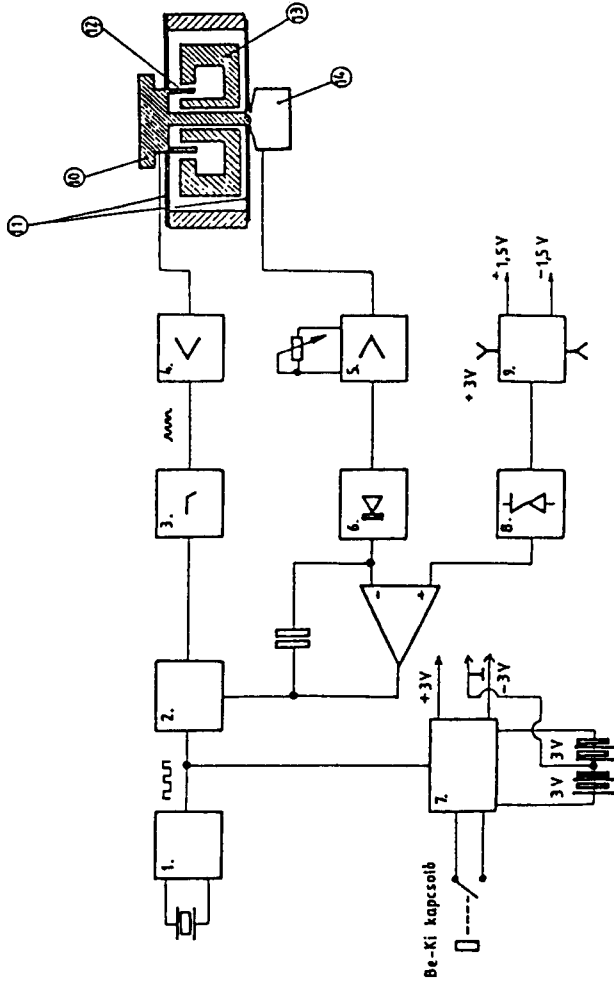 1.
2.
3.
4.
10
11
12
13
14
5.
6.
-
+
7.
8.
9.
+3V
+1,5V
-1,5V
+3V
-3V
3V
3V
Be-Ki kapcsoló